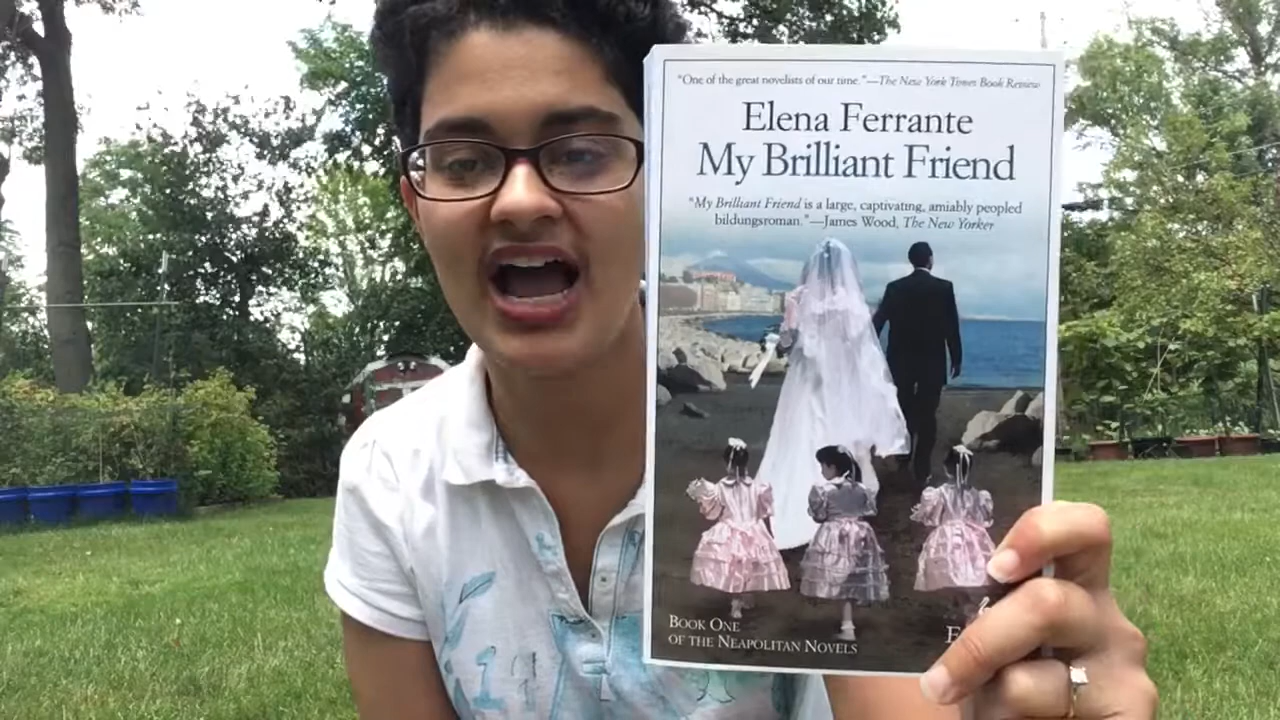 "One of the great novelists of our time."—The New York Times Book Review
Elena Ferrante
My Brilliant Friend
"My Brilliant Friend is a large, captivating, amiably peopled
bildungsroman."—James Wood, The New Yorker
Book One
of the Neapolitan Novels
E
11